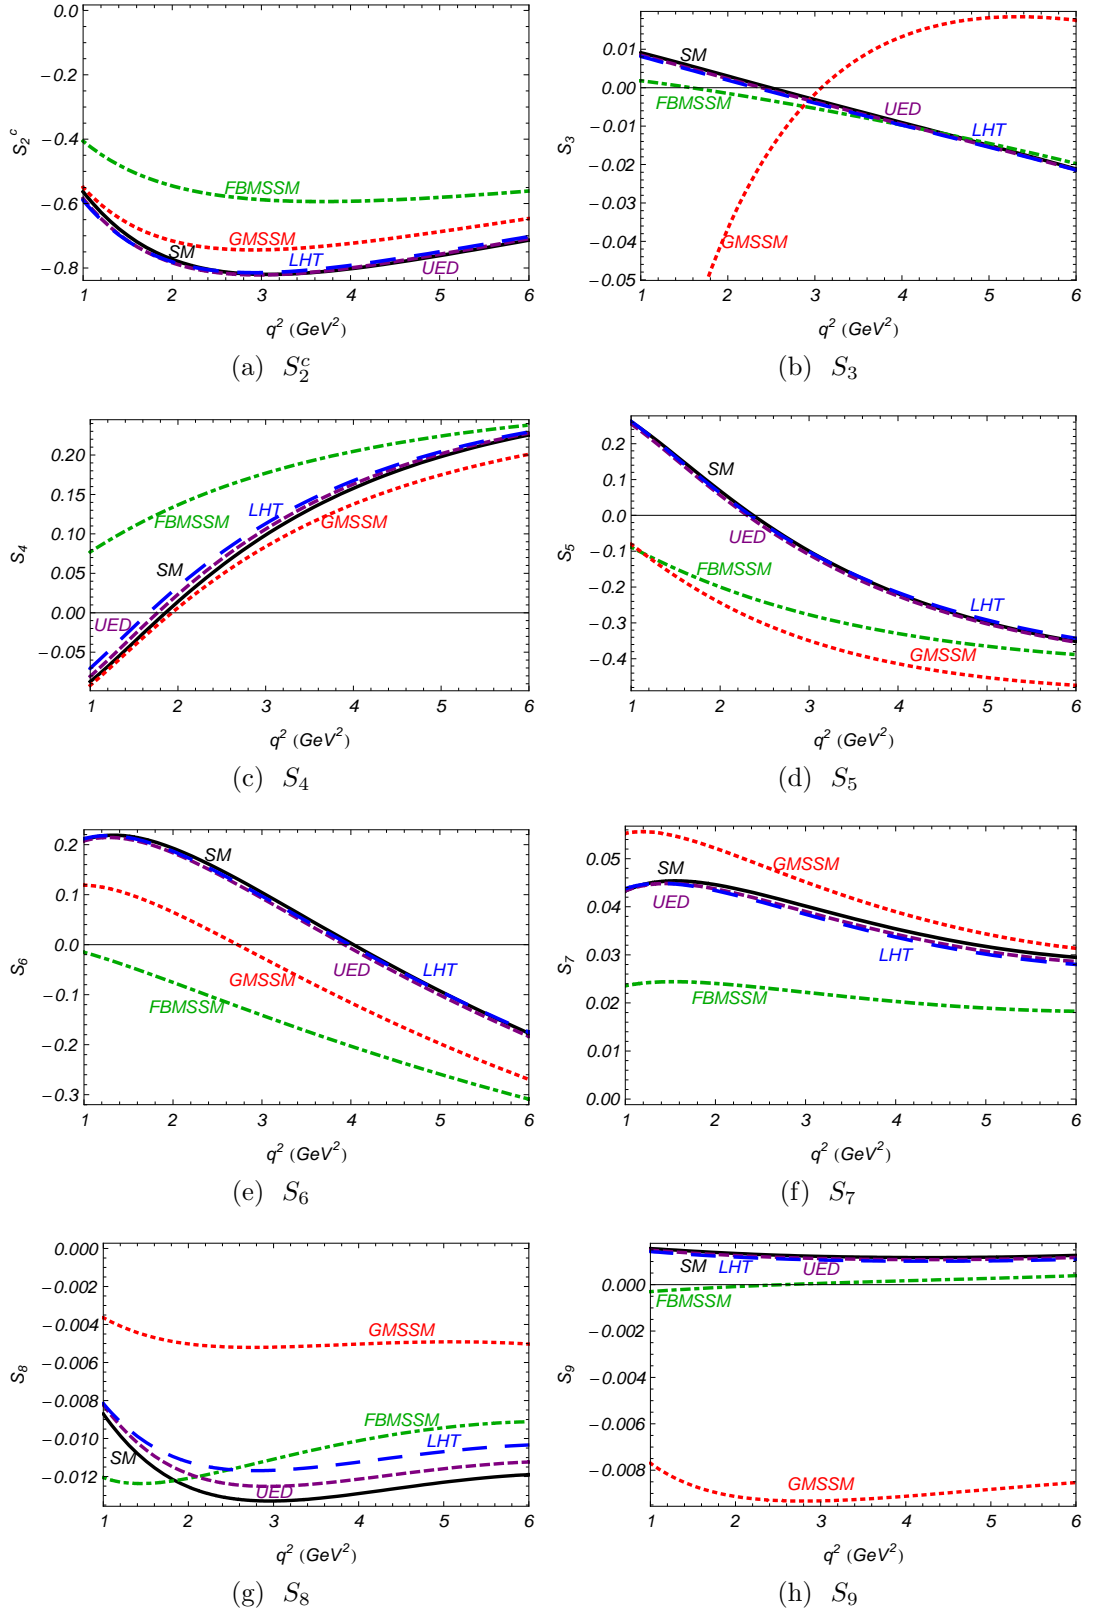 0.0
−0.2
−0.4
−0.6
−0.8
S₂ᶜ
FBMSSM
GMSSM
SM
LHT
UED
1 2 3 4 5 6
q² (GeV²)
(a) S₂ᶜ
0.01
0.00
−0.01
−0.02
−0.03
−0.04
−0.05
S₃
SM
FBMSSM
UED
LHT
GMSSM
1 2 3 4 5 6
q² (GeV²)
(b) S₃
0.20
0.15
0.10
0.05
0.00
−0.05
S₄
FBMSSM
LHT
GMSSM
SM
UED
1 2 3 4 5 6
q² (GeV²)
(c) S₄
0.2
0.1
0.0
−0.1
−0.2
−0.3
−0.4
S₅
SM
UED
FBMSSM
LHT
GMSSM
1 2 3 4 5 6
q² (GeV²)
(d) S₅
0.2
0.1
0.0
−0.1
−0.2
−0.3
S₆
SM
UED
LHT
GMSSM
FBMSSM
1 2 3 4 5 6
q² (GeV²)
(e) S₆
0.05
0.04
0.03
0.02
0.01
0.00
S₇
GMSSM
SM
UED
LHT
FBMSSM
1 2 3 4 5 6
q² (GeV²)
(f) S₇
0.000
−0.002
−0.004
−0.006
−0.008
−0.010
−0.012
S₈
GMSSM
FBMSSM
LHT
SM
UED
1 2 3 4 5 6
q² (GeV²)
(g) S₈
0.000
−0.002
−0.004
−0.006
−0.008
S₉
SM LHT UED
FBMSSM
GMSSM
1 2 3 4 5 6
q² (GeV²)
(h) S₉